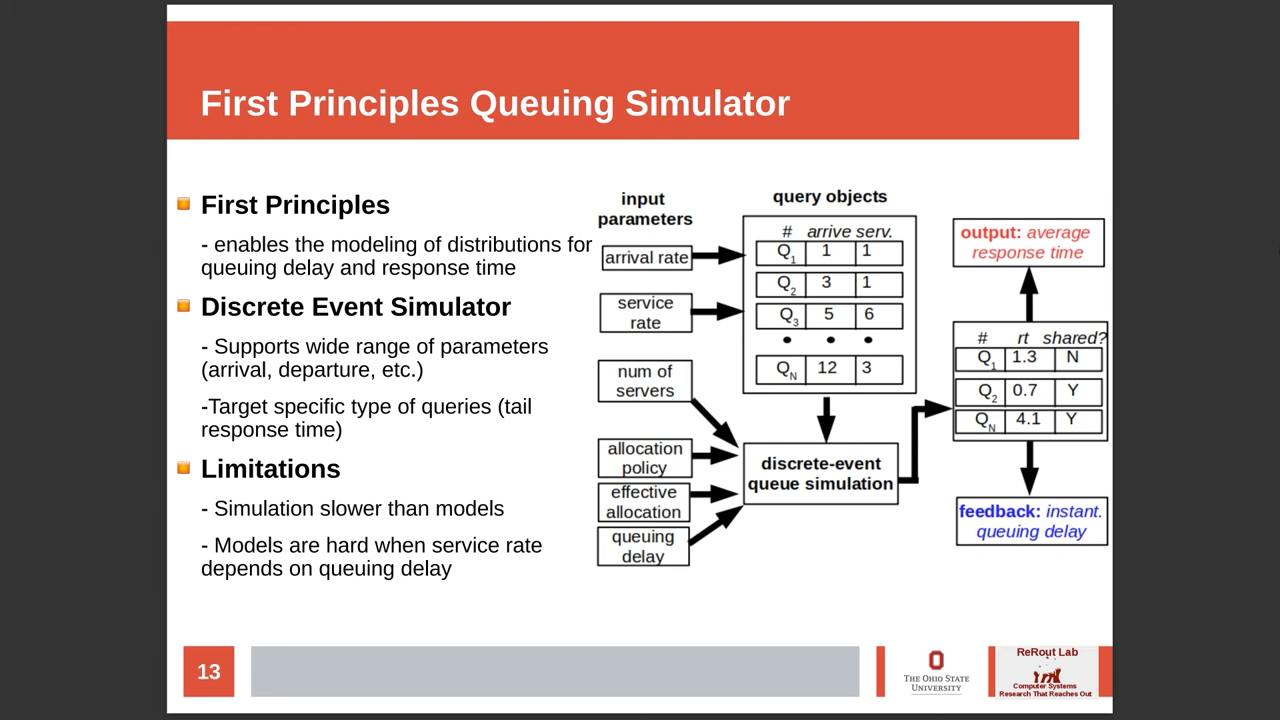 First Principles Queuing Simulator
First Principles
- enables the modeling of distributions for
queuing delay and response time
Discrete Event Simulator
- Supports wide range of parameters
(arrival, departure, etc.)
-Target specific type of queries (tail
response time)
Limitations
- Simulation slower than models
- Models are hard when service rate
depends on queuing delay
input
parameters
arrival rate
service
rate
num of
servers
allocation
policy
effective
allocation
queuing
delay
query objects
# arrive serv.
Q1 1 1
Q2 3 1
Q3 5 6
• • •
QN 12 3
discrete-event
queue simulation
output: average
response time
# rt shared?
Q1 1.3 N
Q2 0.7 Y
QN 4.1 Y
feedback: instant.
queuing delay
13
THE OHIO STATE
UNIVERSITY
ReRout Lab
Computer Systems
Research That Reaches Out